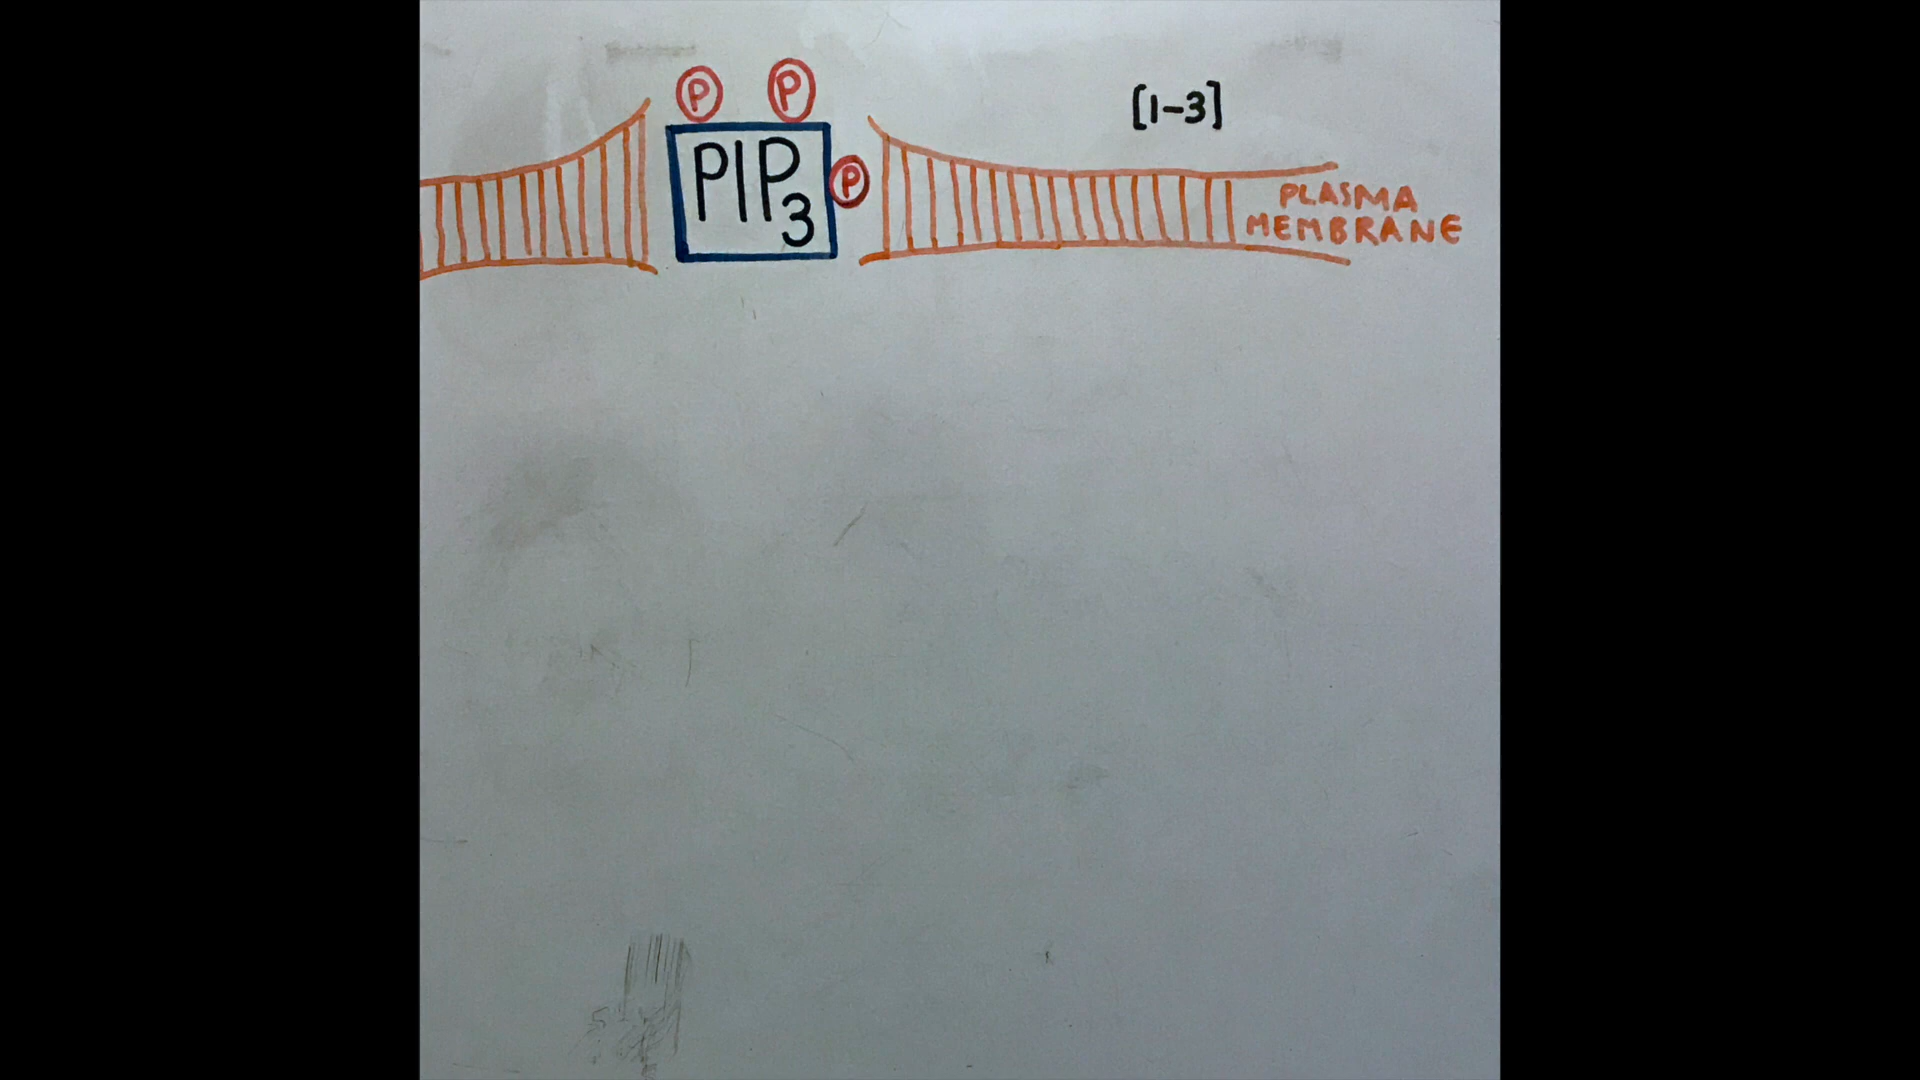 P P
[1-3]
PIP3
P
PLASMA
MEMBRANE